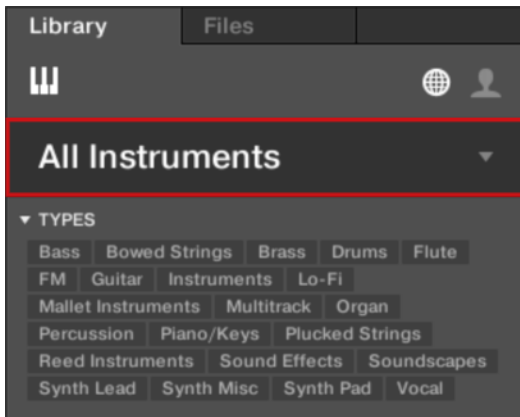 Library Files
All Instruments
TYPES
Bass Bowed Strings Brass Drums Flute
FM Guitar Instruments Lo-Fi
Mallet Instruments Multitrack Organ
Percussion Piano/Keys Plucked Strings
Reed Instruments Sound Effects Soundscapes
Synth Lead Synth Misc Synth Pad Vocal